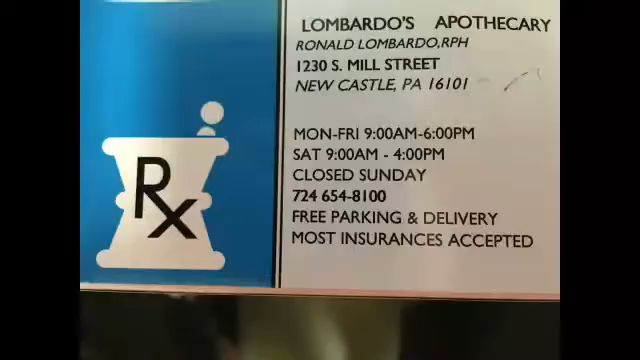 LOMBARDO'S APOTHECARY
RONALD LOMBARDO,RPH
1230 S. MILL STREET
NEW CASTLE, PA 16101
MON-FRI 9:00AM-6:00PM
SAT 9:00AM - 4:00PM
CLOSED SUNDAY
724 654-8100
FREE PARKING & DELIVERY
MOST INSURANCES ACCEPTED
Rx